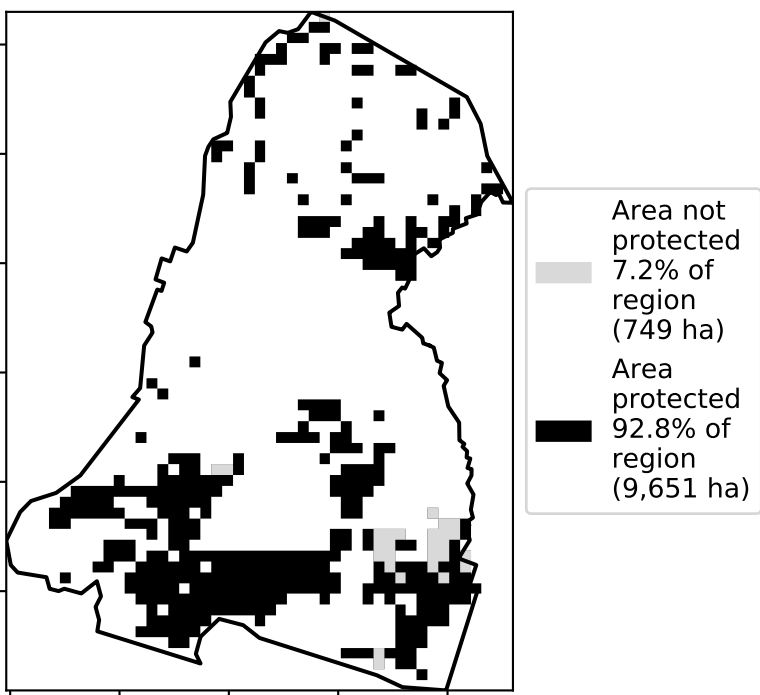 Area not
protected
7.2% of
region
(749 ha)
Area
protected
92.8% of
region
(9,651 ha)